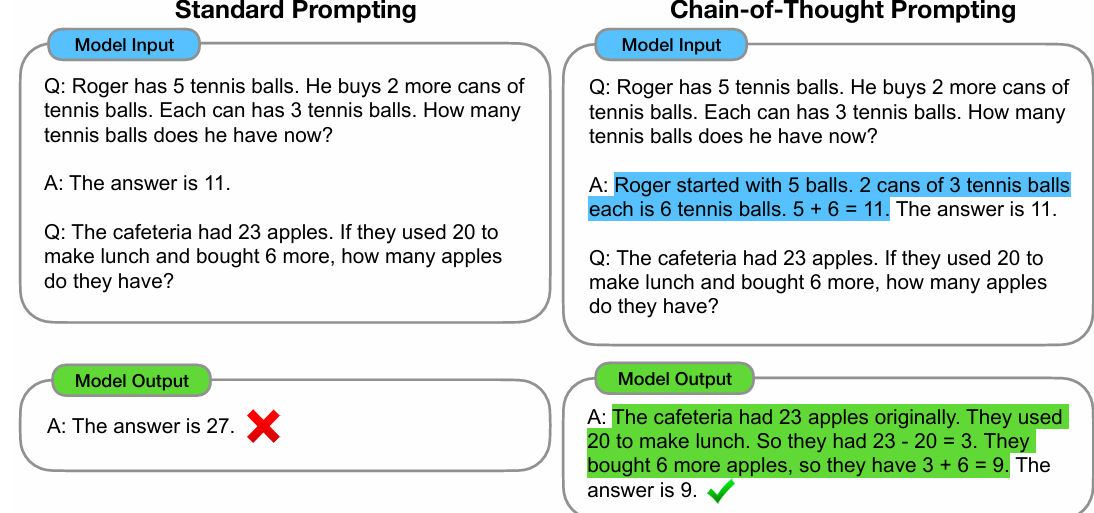 Standard Prompting
Model Input
Q: Roger has 5 tennis balls. He buys 2 more cans of
tennis balls. Each can has 3 tennis balls. How many
tennis balls does he have now?
A: The answer is 11.
Q: The cafeteria had 23 apples. If they used 20 to
make lunch and bought 6 more, how many apples
do they have?
Model Output
A: The answer is 27.
Chain-of-Thought Prompting
Model Input
Q: Roger has 5 tennis balls. He buys 2 more cans of
tennis balls. Each can has 3 tennis balls. How many
tennis balls does he have now?
A: Roger started with 5 balls. 2 cans of 3 tennis balls
each is 6 tennis balls. 5 + 6 = 11. The answer is 11.
Q: The cafeteria had 23 apples. If they used 20 to
make lunch and bought 6 more, how many apples
do they have?
Model Output
A: The cafeteria had 23 apples originally. They used
20 to make lunch. So they had 23 - 20 = 3. They
bought 6 more apples, so they have 3 + 6 = 9. The
answer is 9.